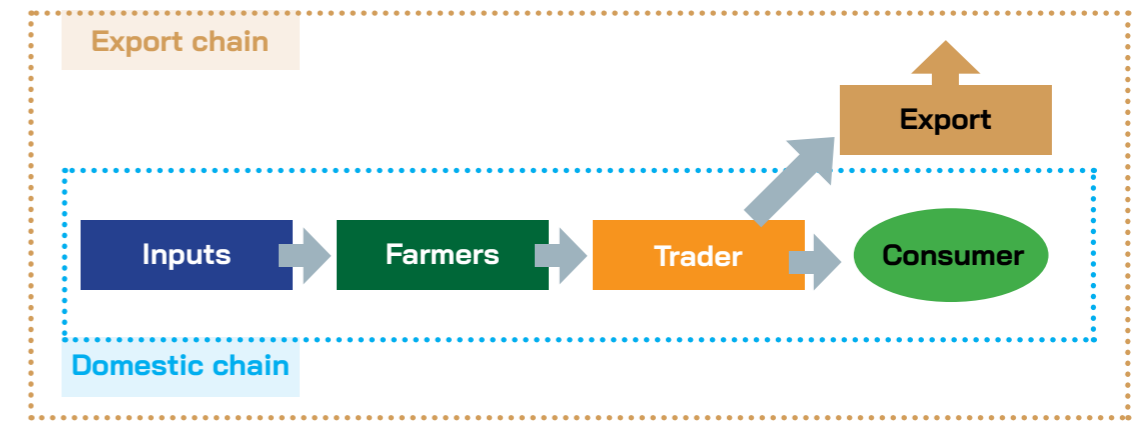 Export chain
Export
Inputs
Farmers
Trader
Consumer
Domestic chain